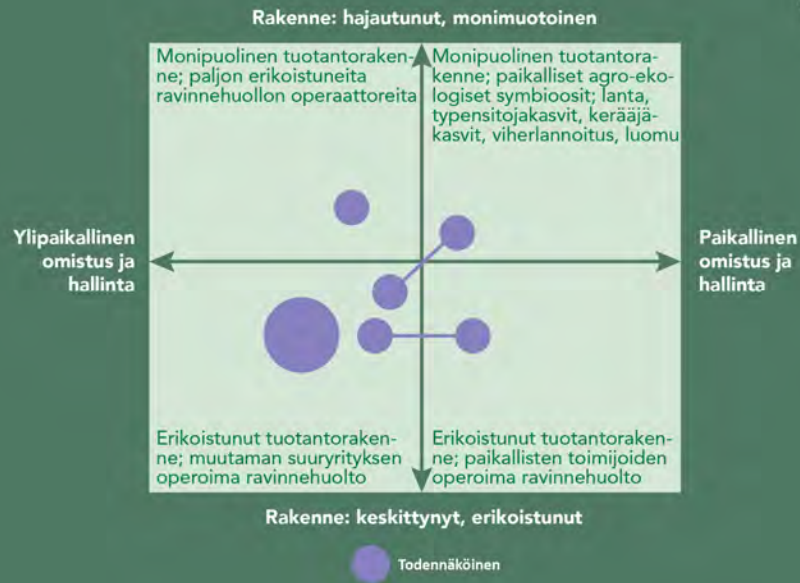 Rakenne: hajautunut, monimuotoinen
Monipuolinen tuotantoraken-
ne; paljon erikoistuneita
ravinnehuollon operaattoreita
Monipuolinen tuotantora-
kenne; paikalliset agro-eko-
logiset symbioosit; lanta,
typensitojakasvit, kerääjä-
kasvit, viherlannoitus, luomu
Ylipaikallinen
omistus ja
hallinta
Paikallinen
omistus ja
hallinta
Erikoistunut tuotantoraken-
ne; muutaman suuryrityksen
operoima ravinnehuolto
Erikoistunut tuotantoraken-
ne; paikallisten toimijoiden
operoima ravinnehuolto
Rakenne: keskittynyt, erikoistunut
Todennäköinen